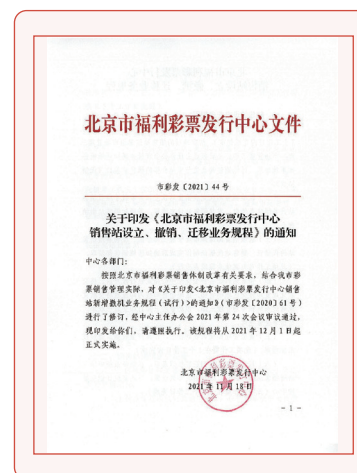 北京市福利彩票发行中心文件
市彩发〔2021〕44号
关于印发《北京市福利彩票发行中心
销售站设立、撤销、迁移业务规程》的通知
中心各部门：
按照北京市福利彩票销售体制改革有关要求，结合我市彩
票销售管理实际，对《关于印发<北京市福利彩票发行中心销售
站新增撤机业务规程（试行）>的通知》（市彩发〔2020〕61号）
进行了修订，经中心主任办公会2021年第24次会议审议通过，
现印发给你们，请遵照执行。该规程将从2021年12月1日起
正式实施。
北京市福利彩票发行中心
2021年11月18日
- 1 -